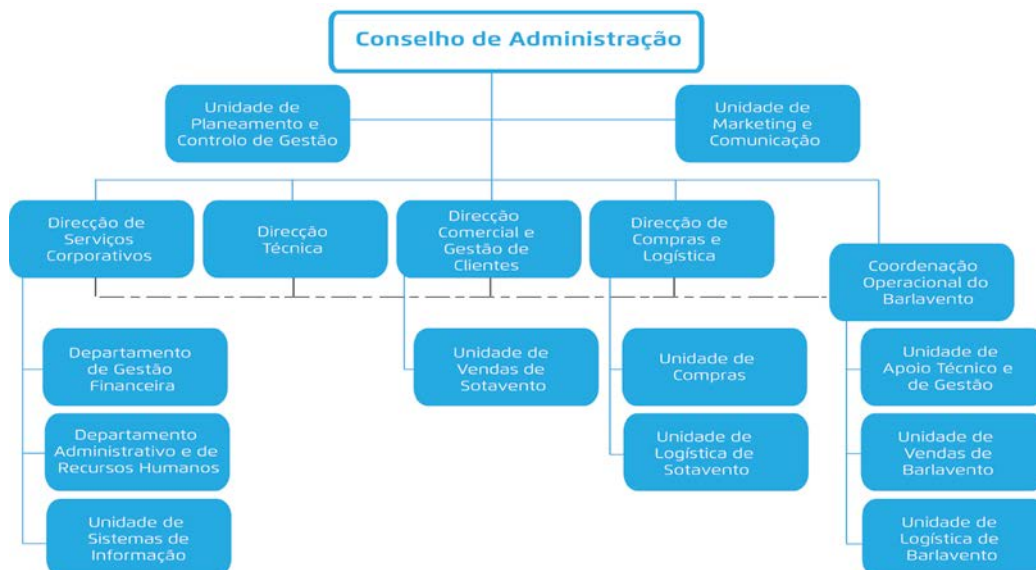 Conselho de Administração
Unidade de
Planeamento e
Controlo de Gestão
Unidade de
Marketing e
Comunicação
Direcção de
Serviços
Corporativos
Direcção
Técnica
Direcção
Comercial e
Gestão de
Clientes
Direcção de
Compras e
Logística
Coordenação
Operacional do
Barlavento
Departamento
de Gestão
Financeira
Departamento
Administrativo e de
Recursos Humanos
Unidade de
Sistemas de
Informação
Unidade de
Vendas de
Sotavento
Unidade de
Compras
Unidade de
Logística de
Sotavento
Unidade de
Apoio Técnico e
de Gestão
Unidade de
Vendas de
Barlavento
Unidade de
Logística de
Barlavento